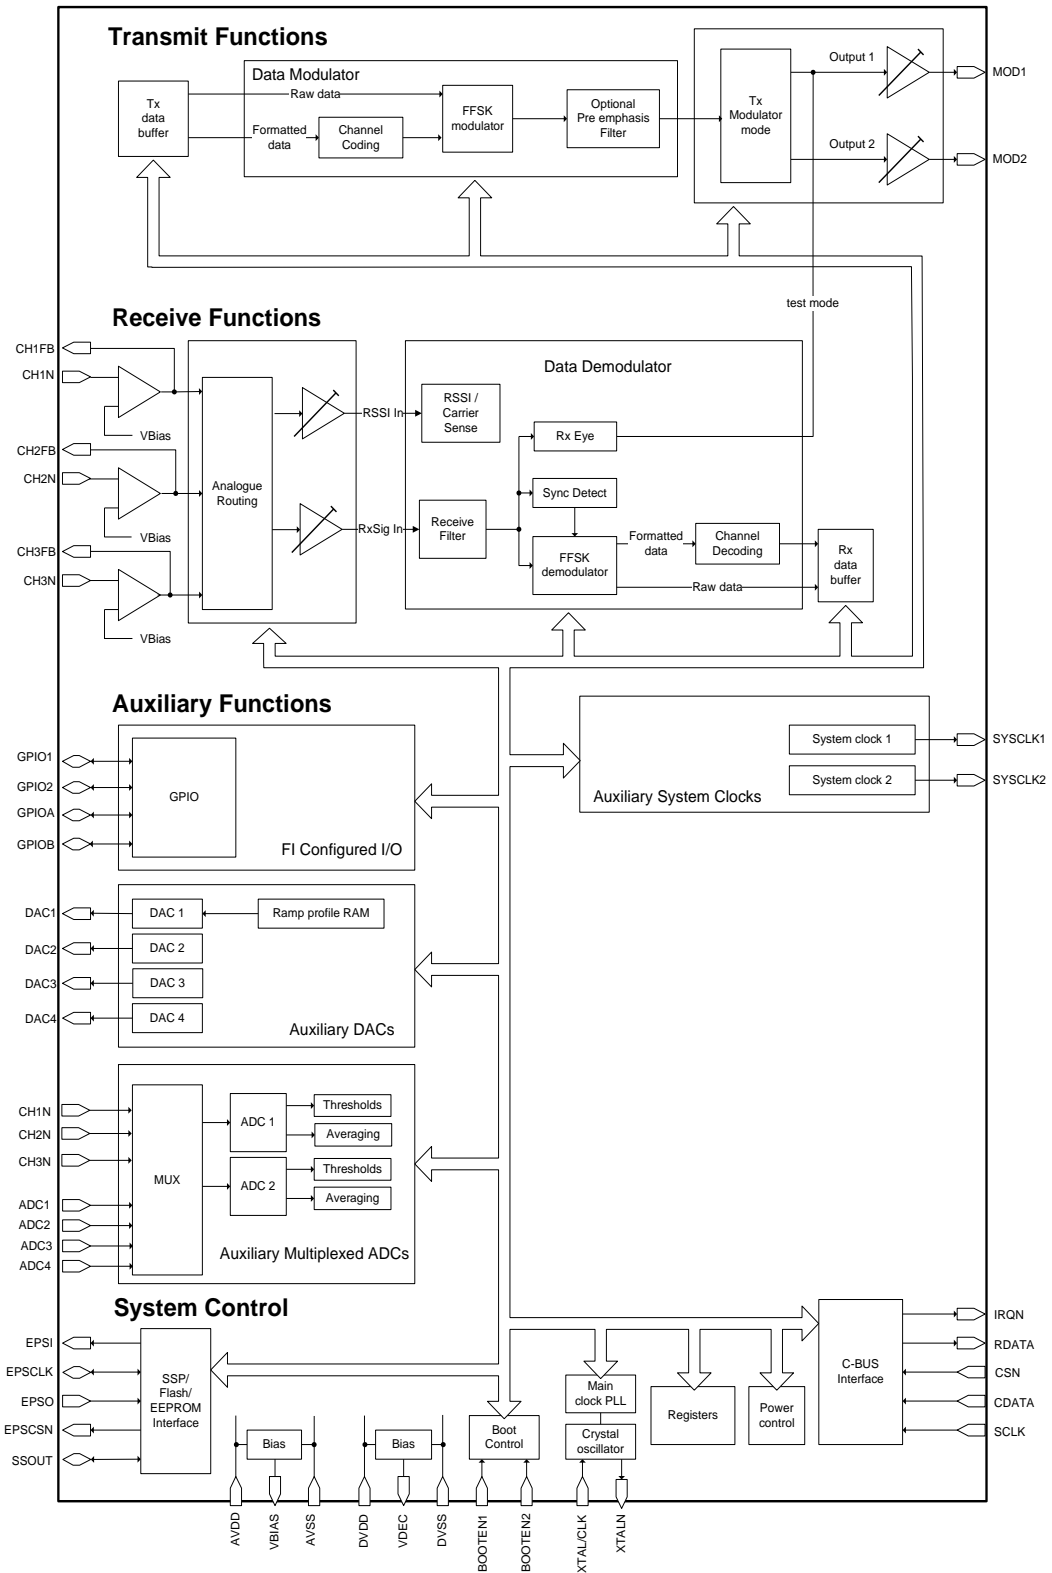 Transmit Functions
Data Modulator
Tx
data
buffer
Raw data
Formatted
data
Channel
Coding
FFSK
modulator
Optional
Pre emphasis
Filter
Tx
Modulator
mode
Output 1
Output 2
MOD1
MOD2
test mode
Receive Functions
CH1FB
CH1N
VBias
CH2FB
CH2N
VBias
CH3FB
CH3N
VBias
Analogue
Routing
RSSI In
RxSig In
Data Demodulator
RSSI /
Carrier
Sense
Rx Eye
Sync Detect
Receive
Filter
FFSK
demodulator
Formatted
data
Channel
Decoding
Raw data
Rx
data
buffer
Auxiliary Functions
GPIO1
GPIO2
GPIOA
GPIOB
GPIO
FI Configured I/O
System clock 1
System clock 2
Auxiliary System Clocks
SYSCLK1
SYSCLK2
DAC1
DAC2
DAC3
DAC4
DAC 1
Ramp profile RAM
DAC 2
DAC 3
DAC 4
Auxiliary DACs
CH1N
CH2N
CH3N
ADC1
ADC2
ADC3
ADC4
MUX
ADC 1
Thresholds
Averaging
ADC 2
Thresholds
Averaging
Auxiliary Multiplexed ADCs
System Control
EPSI
EPSCLK
EPSO
EPSCSN
SSOUT
SSP/
Flash/
EEPROM
Interface
Bias
Bias
Boot
Control
Main
clock PLL
Crystal
oscillator
Registers
Power
control
C-BUS
Interface
IRQN
RDATA
CSN
CDATA
SCLK
AVDD
VBIAS
AVSS
DVDD
VDEC
DVSS
BOOTEN1
BOOTEN2
XTAL/CLK
XTALN